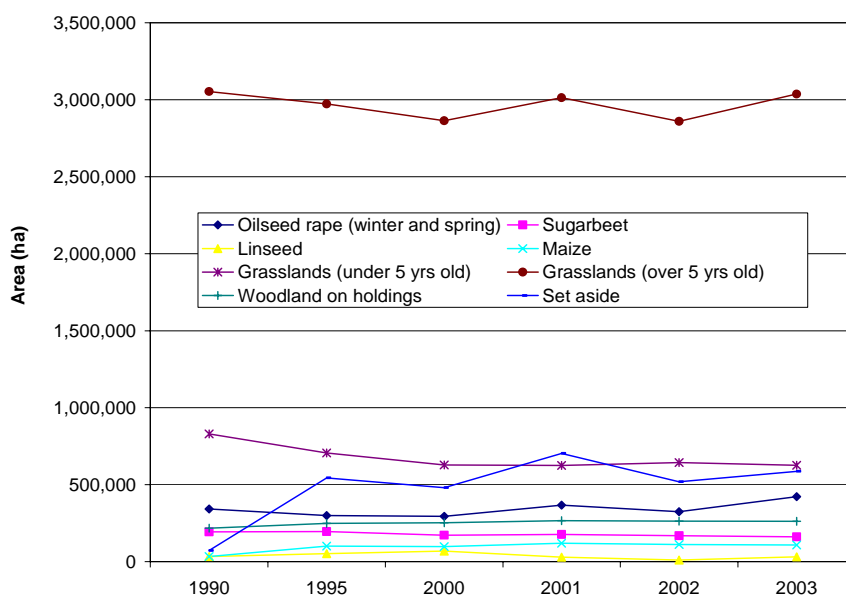 3,500,000
3,000,000
2,500,000
2,000,000
1,500,000
1,000,000
500,000
0
Area (ha)
Oilseed rape (winter and spring) Sugarbeet
Linseed Maize
Grasslands (under 5 yrs old) Grasslands (over 5 yrs old)
Woodland on holdings Set aside
1990 1995 2000 2001 2002 2003